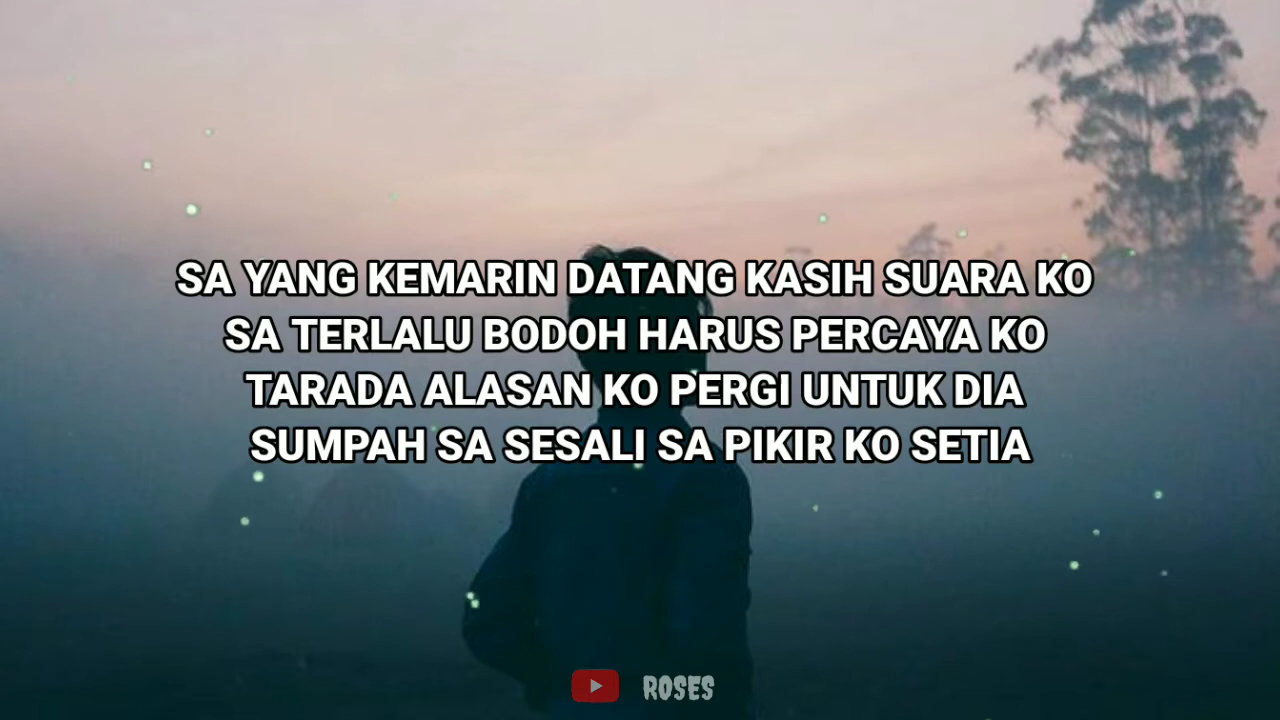 SA YANG KEMARIN DATANG KASIH SUARA KO
SA TERLALU BODOH HARUS PERCAYA KO
TARADA ALASAN KO PERGI UNTUK DIA
SUMPAH SA SESALI SA PIKIR KO SETIA
ROSES